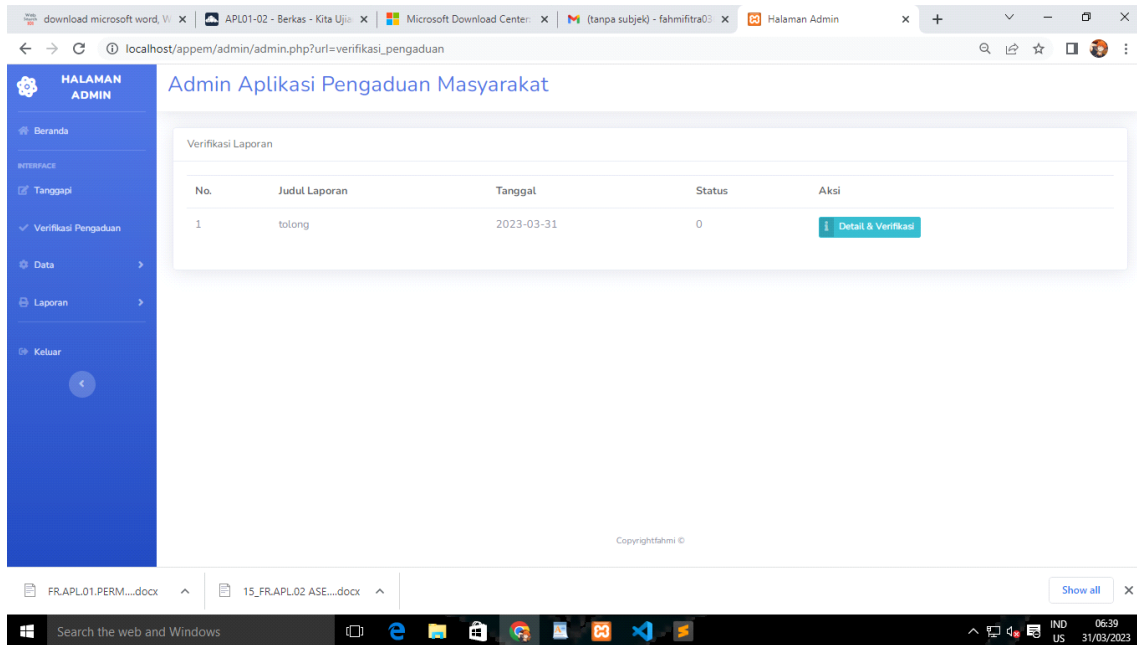 download microsoft word, W
APL01-02 - Berkas - Kita Ujia
Microsoft Download Center:
(tanpa subjek) - fahmifitra03
Halaman Admin
localhost/appem/admin/admin.php?url=verifikasi_pengaduan
HALAMAN
ADMIN
Admin Aplikasi Pengaduan Masyarakat
Beranda
INTERFACE
Tanggapi
Verifikasi Pengaduan
Data
Laporan
Keluar
Verifikasi Laporan
No. Judul Laporan Tanggal Status Aksi
1 tolong 2023-03-31 0 Detail & Verifikasi
Copyrightfahmi ©
FR.APL.01.PERM....docx
15_FR.APL.02 ASE....docx
Show all
Search the web and Windows
IND 06:39
US 31/03/2023